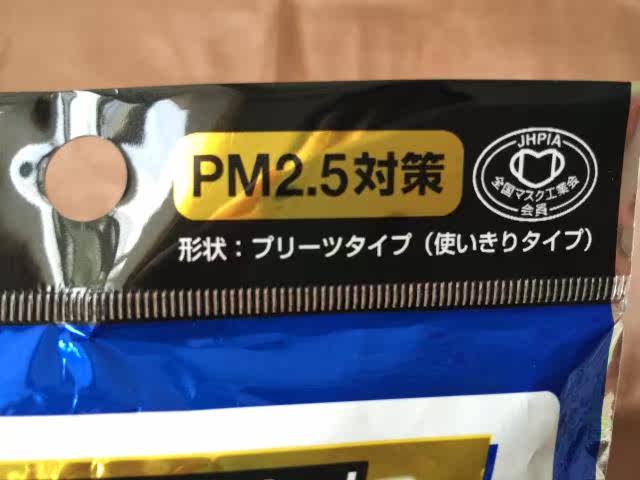 PM2.5対策
JHPIA
全国マスク工業会
会員
形状：プリーツタイプ（使いきりタイプ）